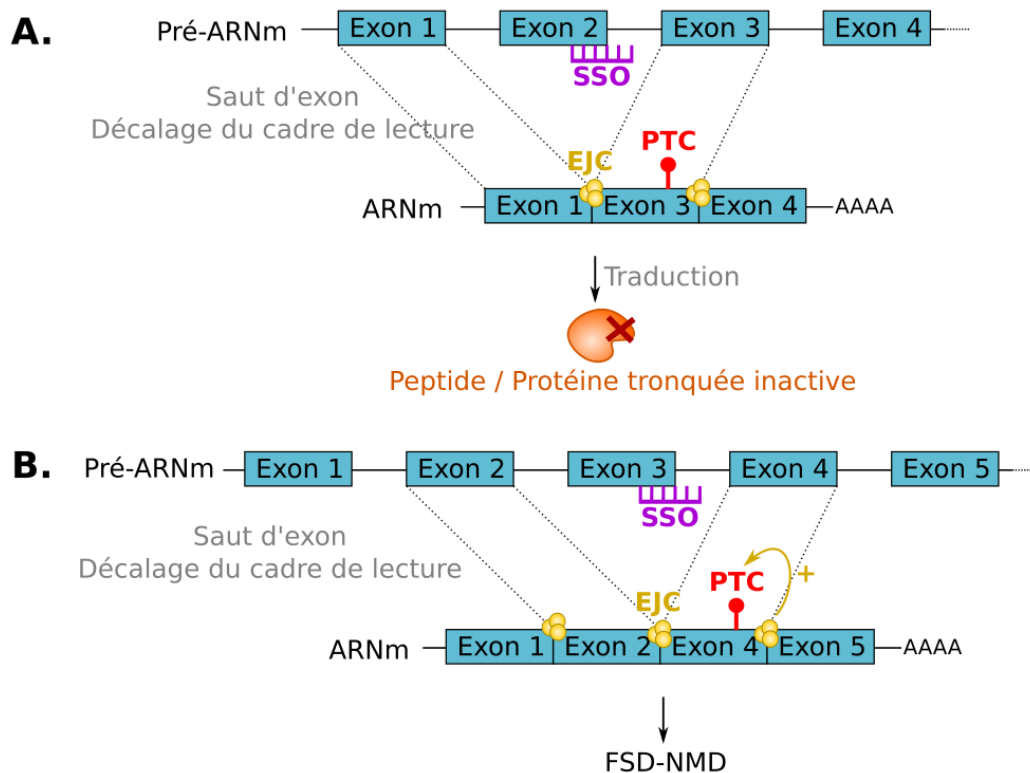 A.
Pré-ARNm
Exon 1
Exon 2
Exon 3
Exon 4
SSO
Saut d'exon
Décalage du cadre de lecture
EJC
PTC
ARNm
Exon 1
Exon 3
Exon 4
AAAA
Traduction
Peptide / Protéine tronquée inactive
B.
Pré-ARNm
Exon 1
Exon 2
Exon 3
Exon 4
Exon 5
SSO
Saut d'exon
Décalage du cadre de lecture
EJC
PTC
+
ARNm
Exon 1
Exon 2
Exon 4
Exon 5
AAAA
FSD-NMD